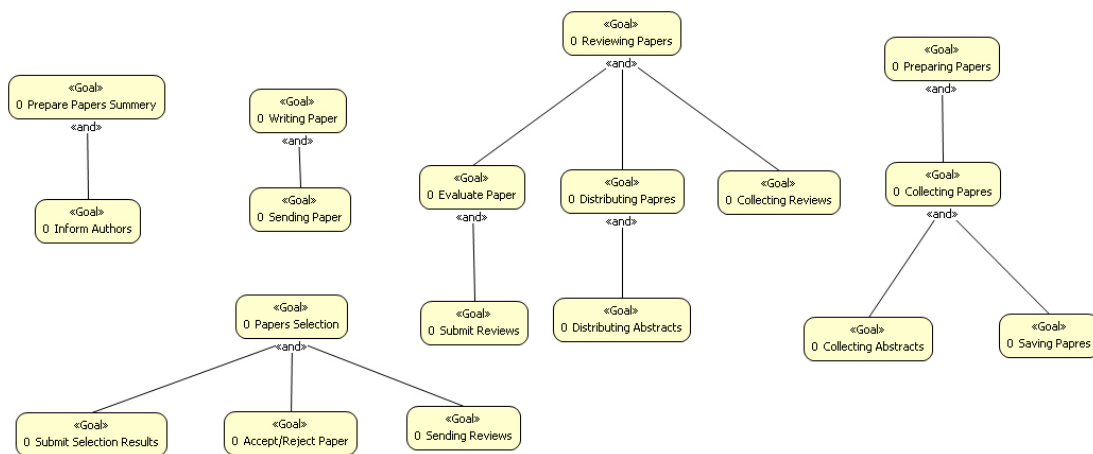 «Goal»
0 Prepare Papers Summery
«and»
«Goal»
0 Inform Authors
«Goal»
0 Writing Paper
«and»
«Goal»
0 Sending Paper
«Goal»
0 Reviewing Papers
«and»
«Goal»
0 Evaluate Paper
«and»
«Goal»
0 Submit Reviews
«Goal»
0 Distributing Papres
«and»
«Goal»
0 Distributing Abstracts
«Goal»
0 Collecting Reviews
«Goal»
0 Preparing Papers
«and»
«Goal»
0 Collecting Papres
«and»
«Goal»
0 Collecting Abstracts
«Goal»
0 Saving Papres
«Goal»
0 Papers Selection
«and»
«Goal»
0 Submit Selection Results
«Goal»
0 Accept/Reject Paper
«Goal»
0 Sending Reviews